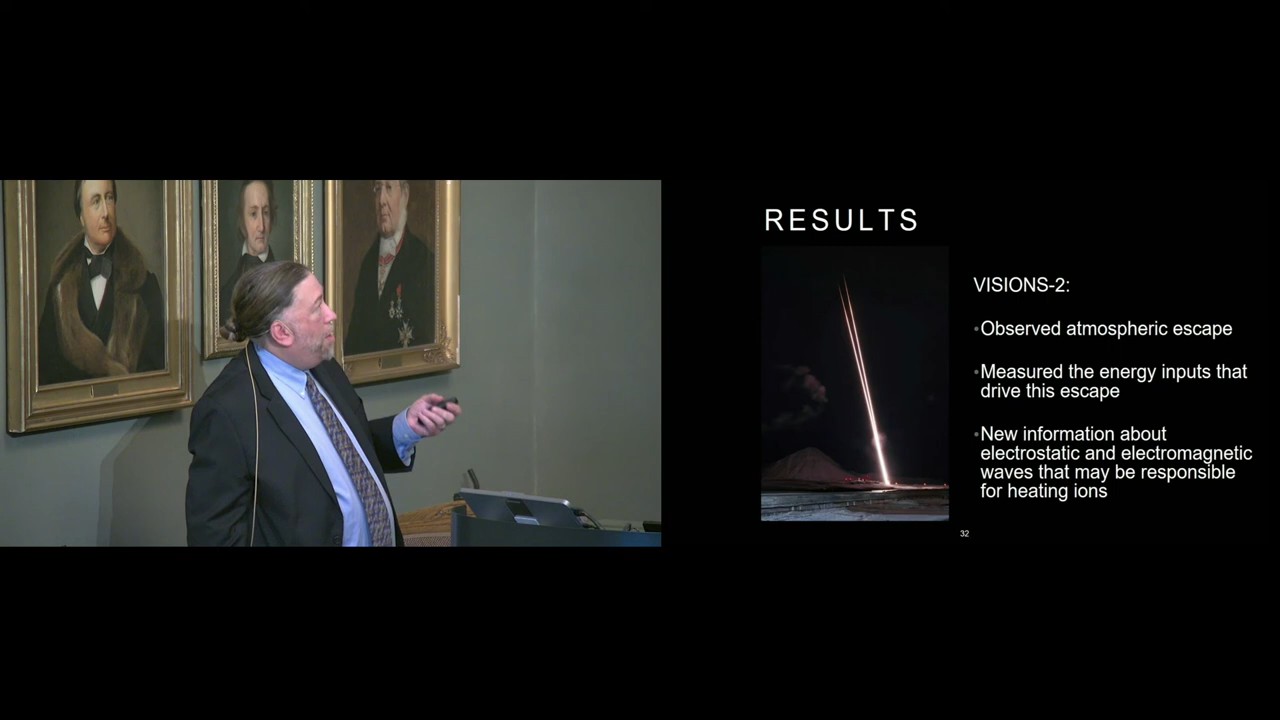 RESULTS
VISIONS-2:
•Observed atmospheric escape
•Measured the energy inputs that
drive this escape
•New information about
electrostatic and electromagnetic
waves that may be responsible
for heating ions
32